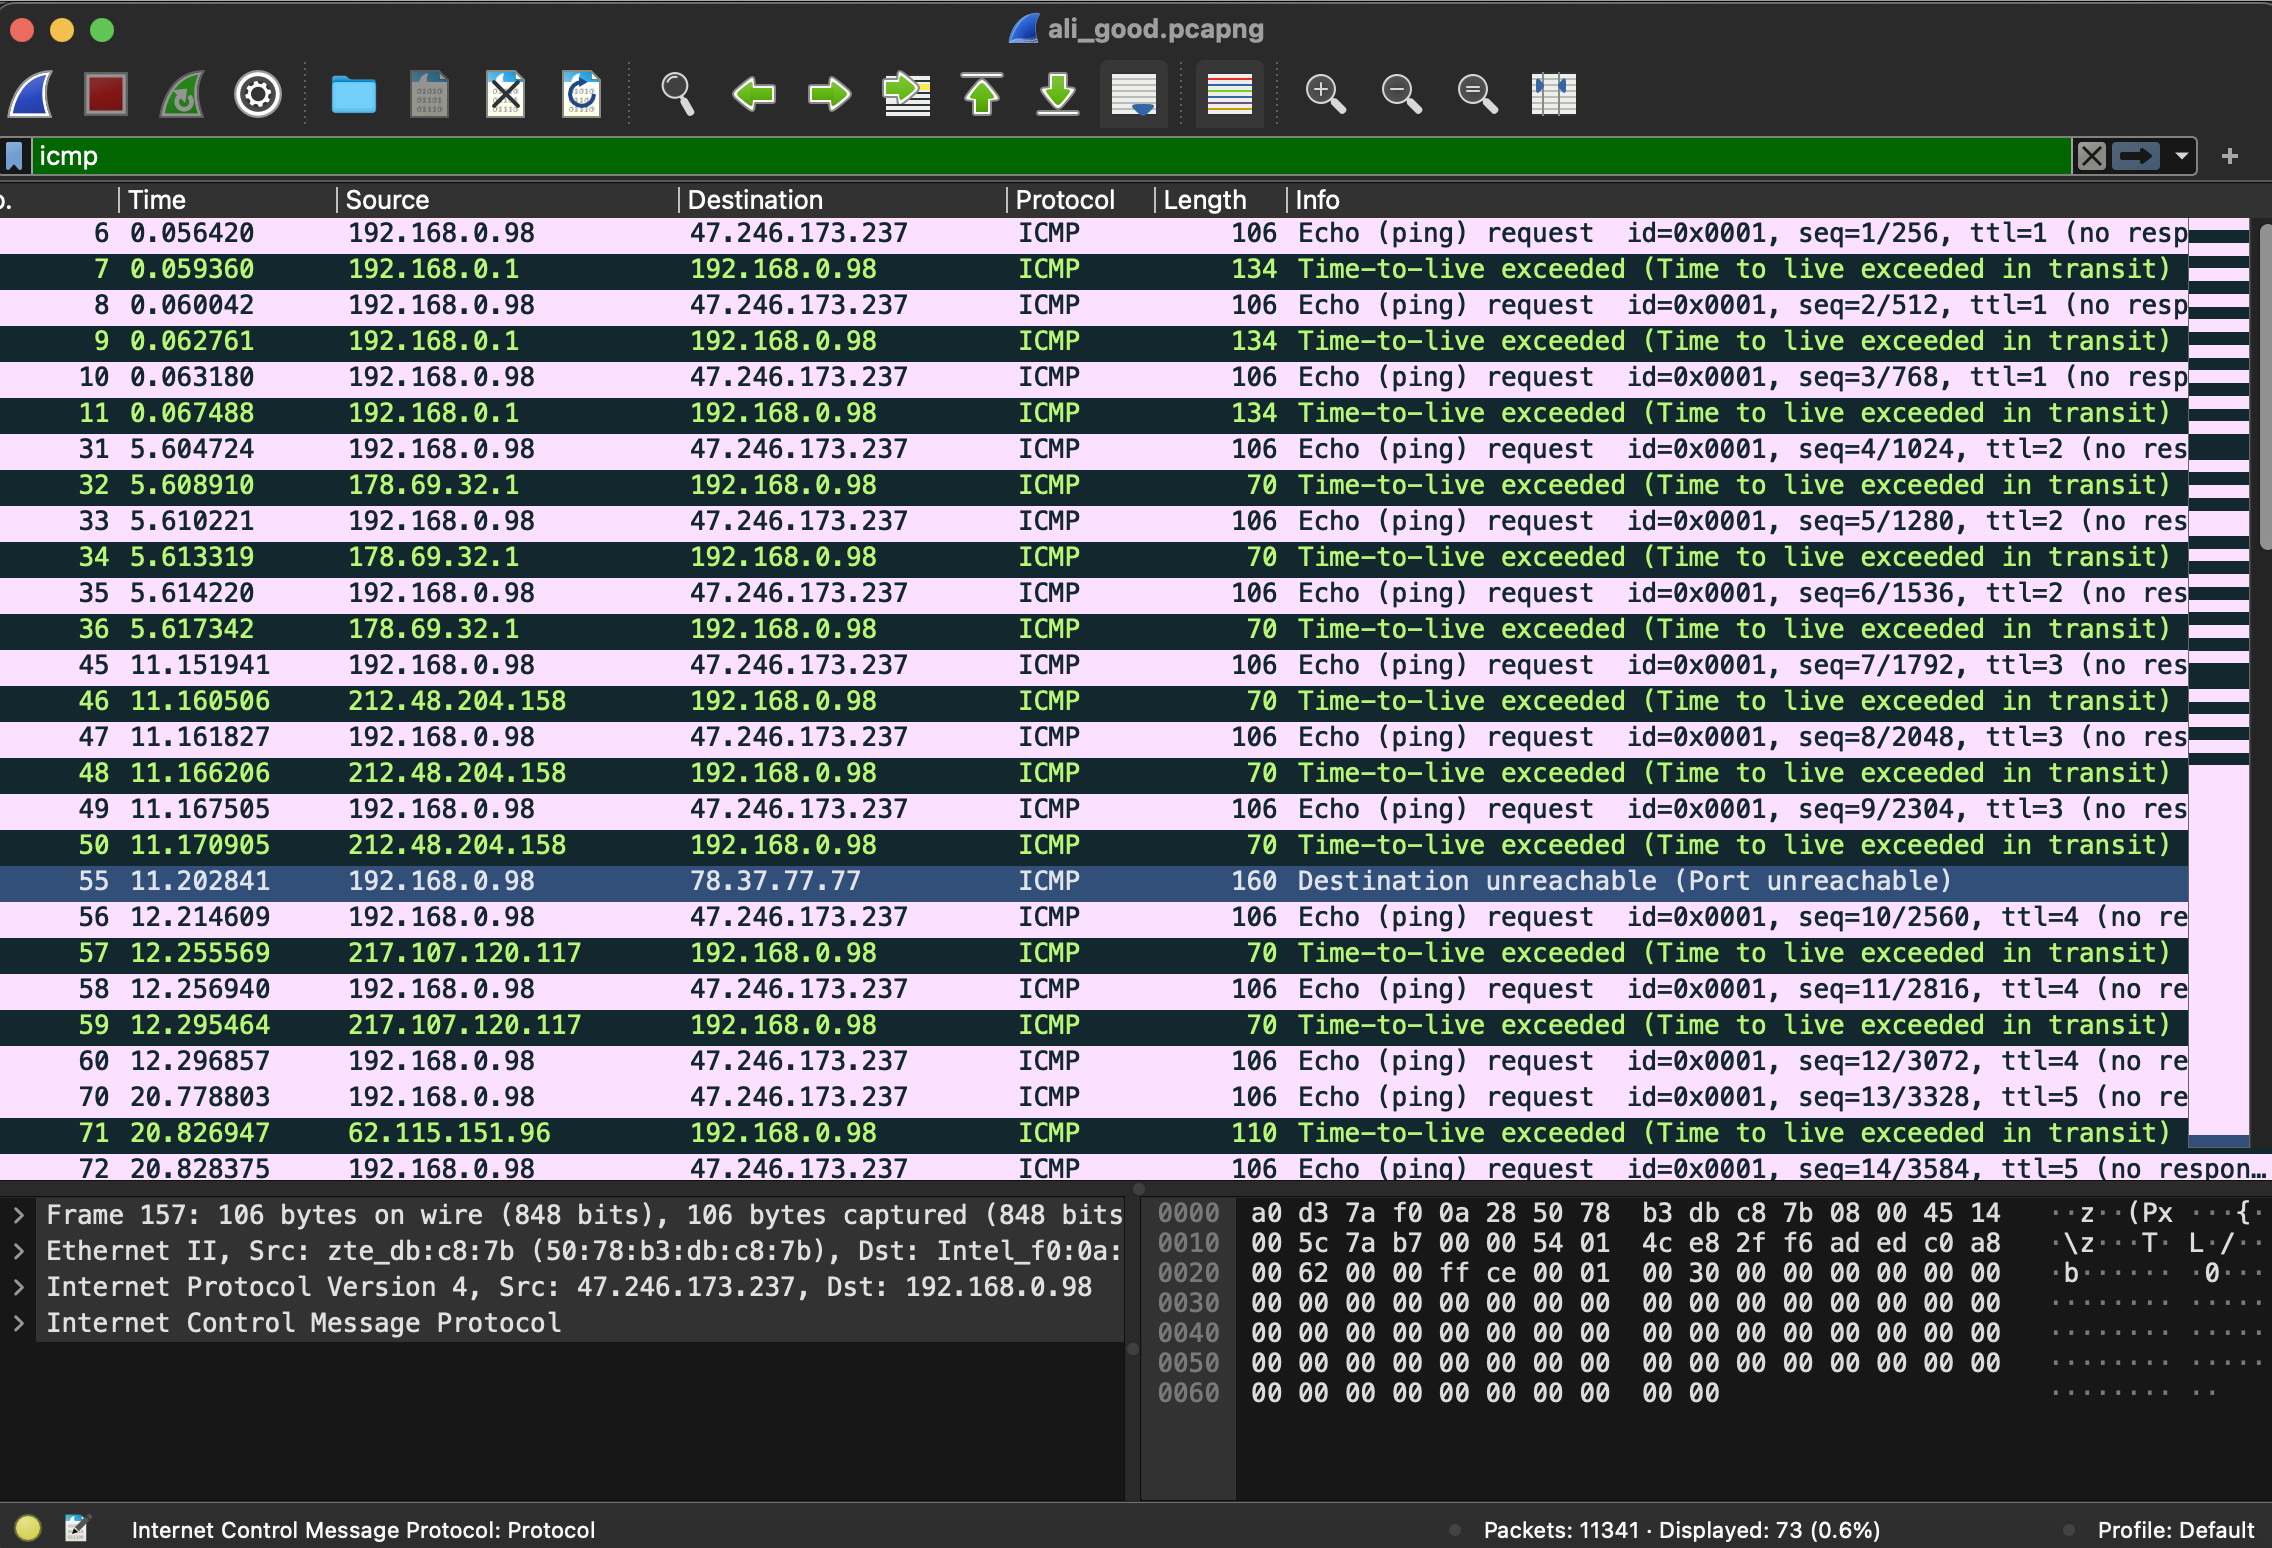 ali_good.pcapng
icmp
Time Source Destination Protocol Length Info
6 0.056420 192.168.0.98 47.246.173.237 ICMP 106 Echo (ping) request id=0x0001, seq=1/256, ttl=1 (no resp
7 0.059360 192.168.0.1 192.168.0.98 ICMP 134 Time-to-live exceeded (Time to live exceeded in transit)
8 0.060042 192.168.0.98 47.246.173.237 ICMP 106 Echo (ping) request id=0x0001, seq=2/512, ttl=1 (no resp
9 0.062761 192.168.0.1 192.168.0.98 ICMP 134 Time-to-live exceeded (Time to live exceeded in transit)
10 0.063180 192.168.0.98 47.246.173.237 ICMP 106 Echo (ping) request id=0x0001, seq=3/768, ttl=1 (no resp
11 0.067488 192.168.0.1 192.168.0.98 ICMP 134 Time-to-live exceeded (Time to live exceeded in transit)
31 5.604724 192.168.0.98 47.246.173.237 ICMP 106 Echo (ping) request id=0x0001, seq=4/1024, ttl=2 (no res
32 5.608910 178.69.32.1 192.168.0.98 ICMP 70 Time-to-live exceeded (Time to live exceeded in transit)
33 5.610221 192.168.0.98 47.246.173.237 ICMP 106 Echo (ping) request id=0x0001, seq=5/1280, ttl=2 (no res
34 5.613319 178.69.32.1 192.168.0.98 ICMP 70 Time-to-live exceeded (Time to live exceeded in transit)
35 5.614220 192.168.0.98 47.246.173.237 ICMP 106 Echo (ping) request id=0x0001, seq=6/1536, ttl=2 (no res
36 5.617342 178.69.32.1 192.168.0.98 ICMP 70 Time-to-live exceeded (Time to live exceeded in transit)
45 11.151941 192.168.0.98 47.246.173.237 ICMP 106 Echo (ping) request id=0x0001, seq=7/1792, ttl=3 (no res
46 11.160506 212.48.204.158 192.168.0.98 ICMP 70 Time-to-live exceeded (Time to live exceeded in transit)
47 11.161827 192.168.0.98 47.246.173.237 ICMP 106 Echo (ping) request id=0x0001, seq=8/2048, ttl=3 (no res
48 11.166206 212.48.204.158 192.168.0.98 ICMP 70 Time-to-live exceeded (Time to live exceeded in transit)
49 11.167505 192.168.0.98 47.246.173.237 ICMP 106 Echo (ping) request id=0x0001, seq=9/2304, ttl=3 (no res
50 11.170905 212.48.204.158 192.168.0.98 ICMP 70 Time-to-live exceeded (Time to live exceeded in transit)
55 11.202841 192.168.0.98 78.37.77.77 ICMP 160 Destination unreachable (Port unreachable)
56 12.214609 192.168.0.98 47.246.173.237 ICMP 106 Echo (ping) request id=0x0001, seq=10/2560, ttl=4 (no re
57 12.255569 217.107.120.117 192.168.0.98 ICMP 70 Time-to-live exceeded (Time to live exceeded in transit)
58 12.256940 192.168.0.98 47.246.173.237 ICMP 106 Echo (ping) request id=0x0001, seq=11/2816, ttl=4 (no re
59 12.295464 217.107.120.117 192.168.0.98 ICMP 70 Time-to-live exceeded (Time to live exceeded in transit)
60 12.296857 192.168.0.98 47.246.173.237 ICMP 106 Echo (ping) request id=0x0001, seq=12/3072, ttl=4 (no re
70 20.778803 192.168.0.98 47.246.173.237 ICMP 106 Echo (ping) request id=0x0001, seq=13/3328, ttl=5 (no re
71 20.826947 62.115.151.96 192.168.0.98 ICMP 110 Time-to-live exceeded (Time to live exceeded in transit)
72 20.828375 192.168.0.98 47.246.173.237 ICMP 106 Echo (ping) request id=0x0001, seq=14/3584, ttl=5 (no respon…
Frame 157: 106 bytes on wire (848 bits), 106 bytes captured (848 bits
Ethernet II, Src: zte_db:c8:7b (50:78:b3:db:c8:7b), Dst: Intel_f0:0a:
Internet Protocol Version 4, Src: 47.246.173.237, Dst: 192.168.0.98
Internet Control Message Protocol
0000 a0 d3 7a f0 0a 28 50 78 b3 db c8 7b 08 00 45 14 ··z··(Px ···{·
0010 00 5c 7a b7 00 00 54 01 4c e8 2f f6 ad ed c0 a8 ·\z···T· L·/··
0020 00 62 00 00 ff ce 00 01 00 30 00 00 00 00 00 00 ·b······ ·0···
0030 00 00 00 00 00 00 00 00 00 00 00 00 00 00 00 00 ········ ·····
0040 00 00 00 00 00 00 00 00 00 00 00 00 00 00 00 00 ········ ·····
0050 00 00 00 00 00 00 00 00 00 00 00 00 00 00 00 00 ········ ·····
0060 00 00 00 00 00 00 00 00 00 00 ········ ··
Internet Control Message Protocol: Protocol
Packets: 11341 · Displayed: 73 (0.6%)
Profile: Default